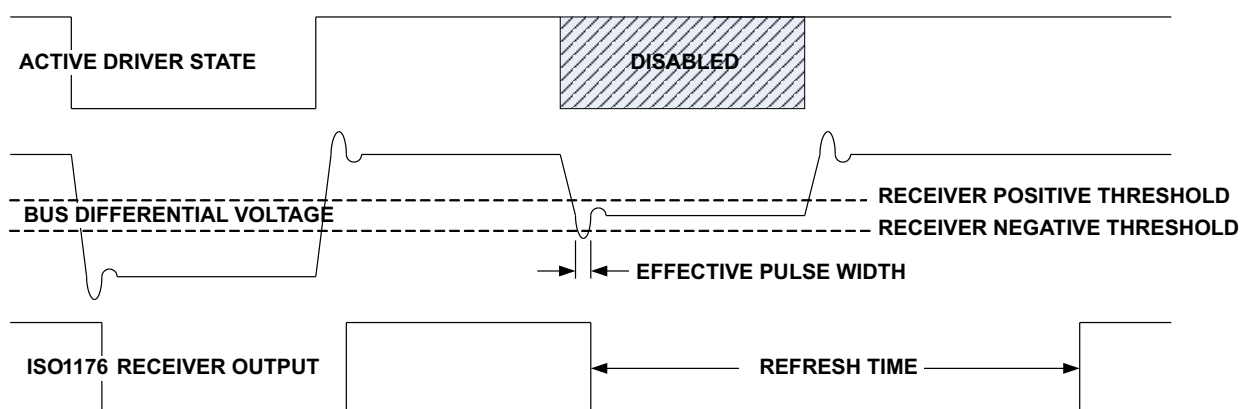 ACTIVE DRIVER STATE
DISABLED
RECEIVER POSITIVE THRESHOLD
BUS DIFFERENTIAL VOLTAGE
RECEIVER NEGATIVE THRESHOLD
EFFECTIVE PULSE WIDTH
ISO1176 RECEIVER OUTPUT
REFRESH TIME